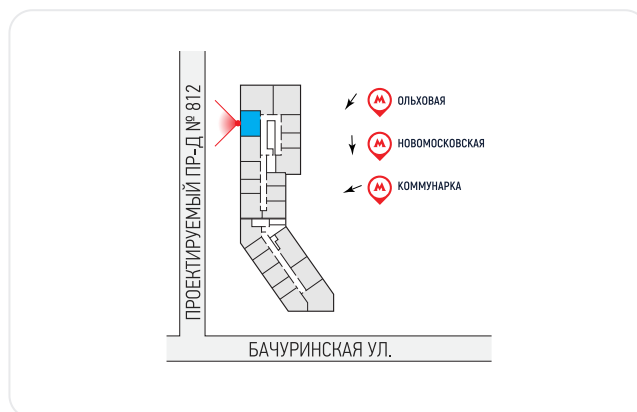 ПРОЕКТИРУЕМЫЙ ПР-Д № 812
М ОЛЬХОВАЯ
М НОВОМОСКОВСКАЯ
М КОММУНАРКА
БАЧУРИНСКАЯ УЛ.